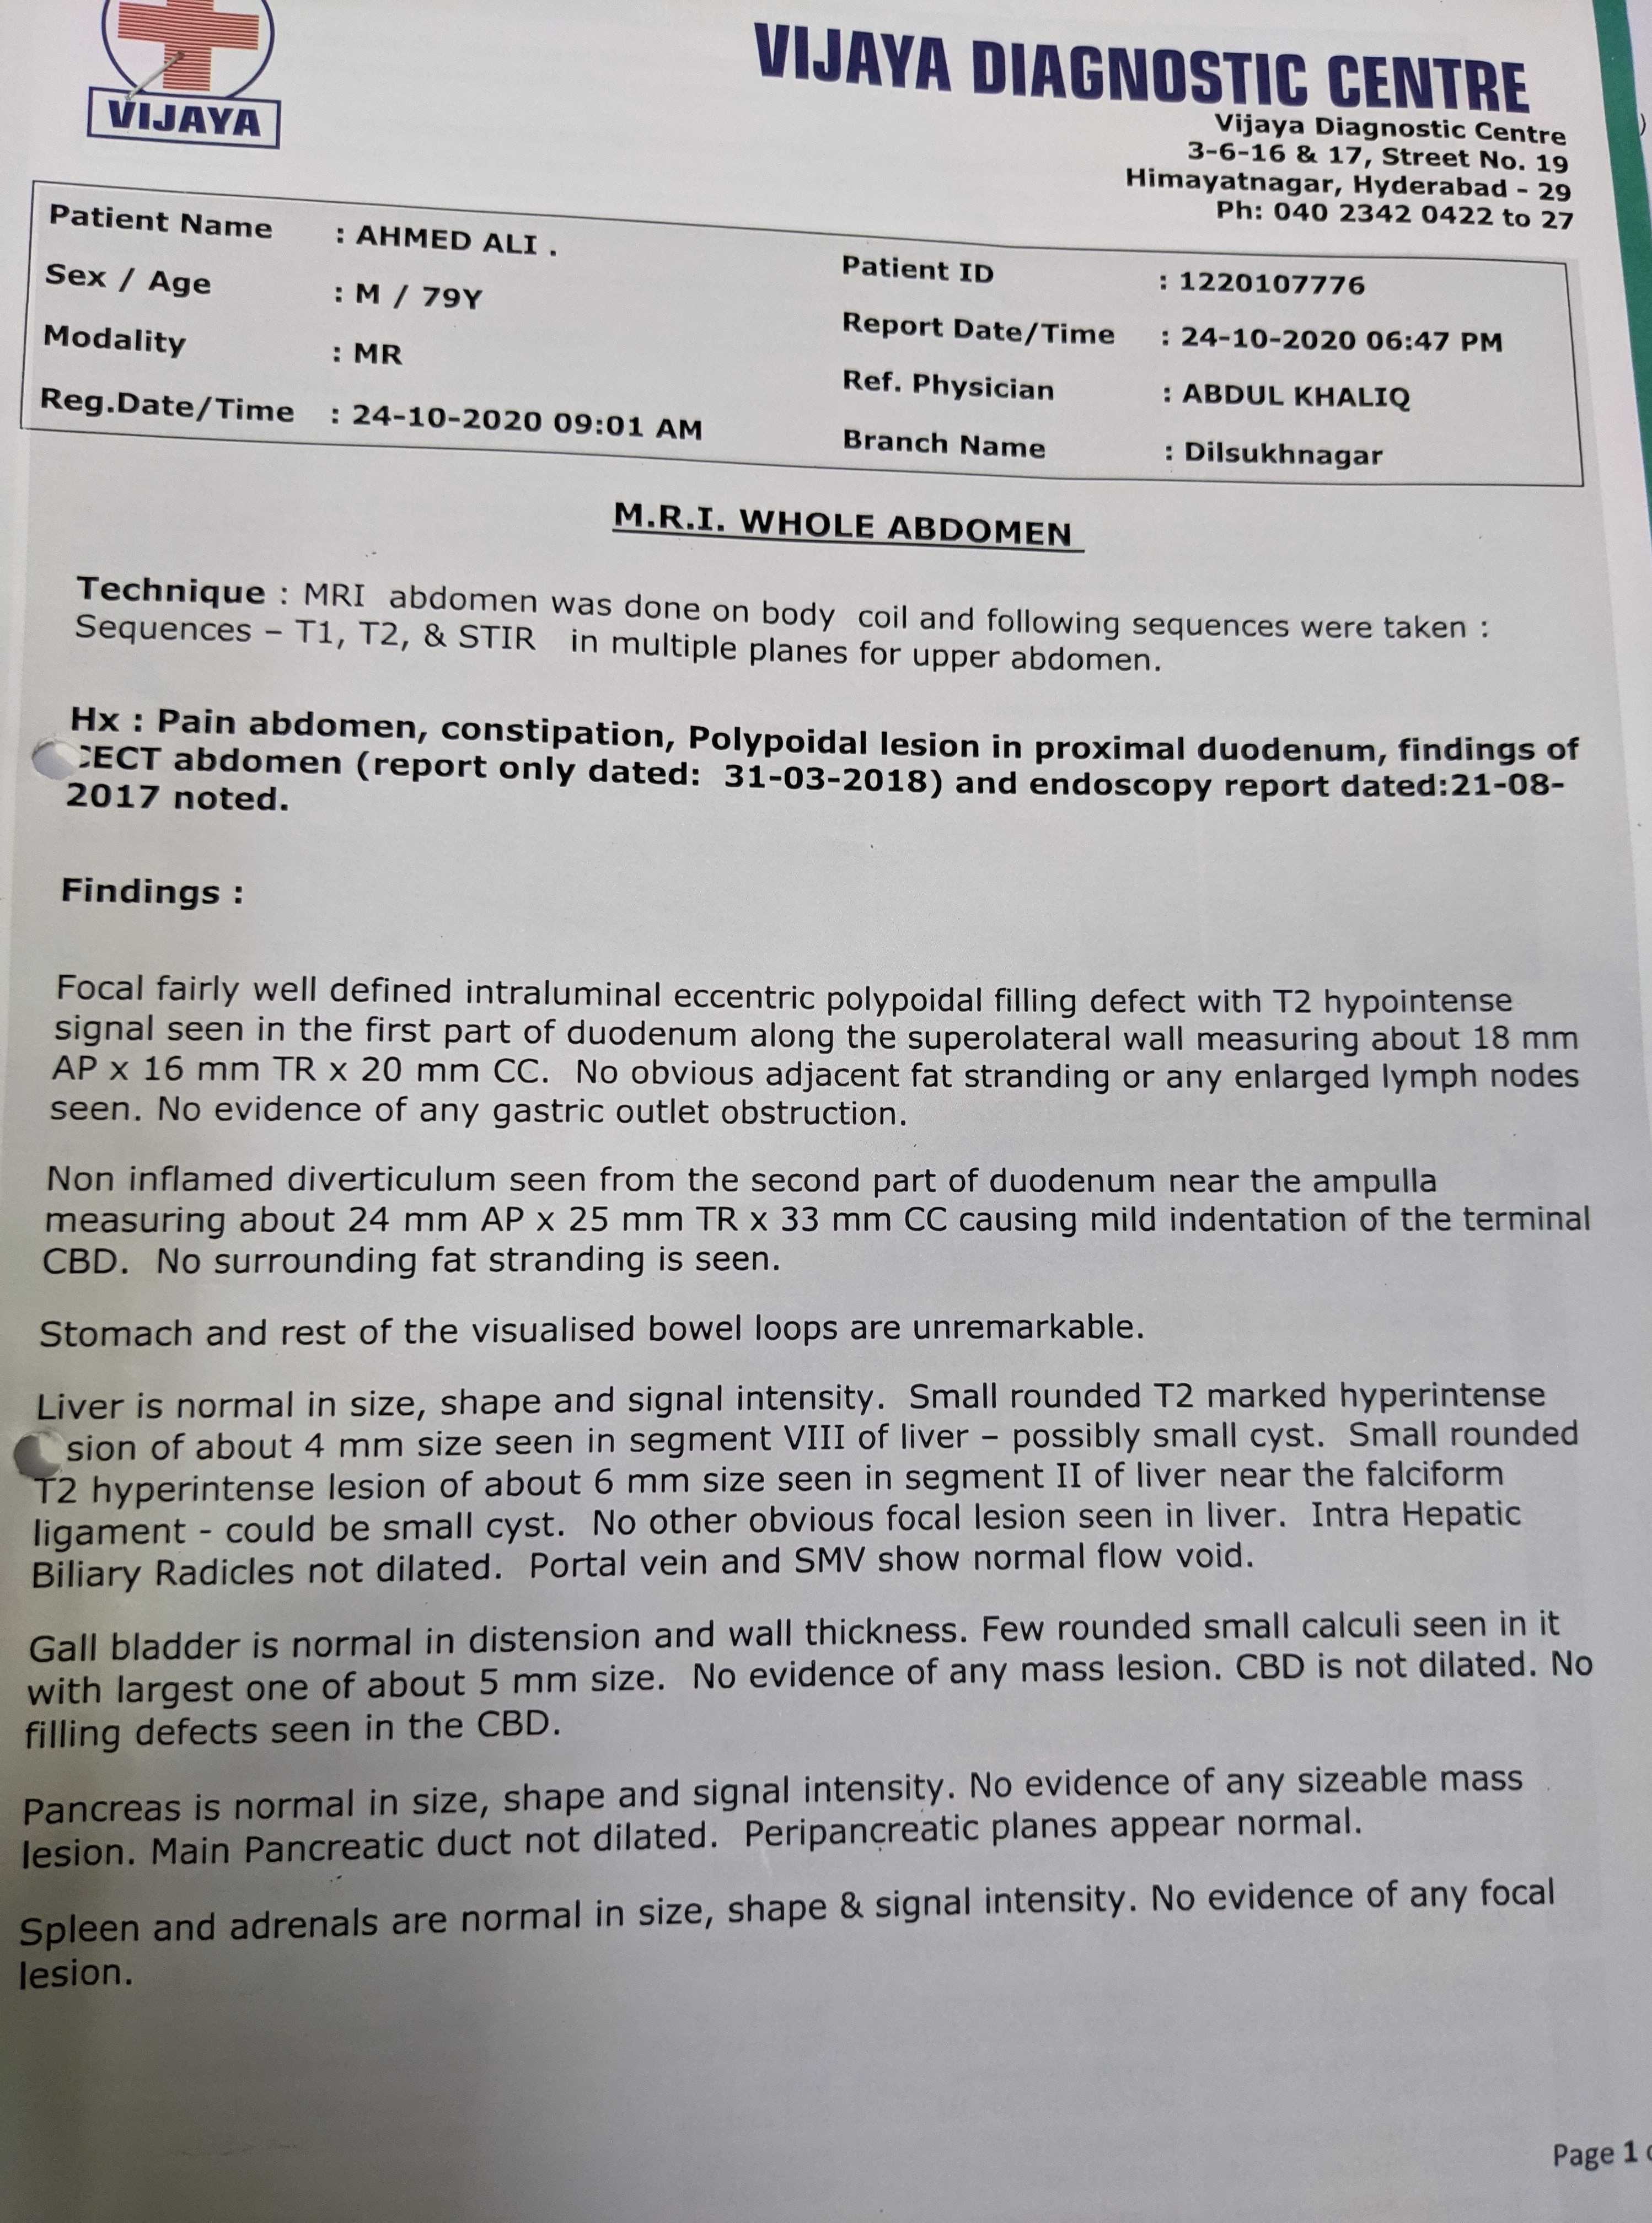 VIJAYA
VIJAYA DIAGNOSTIC CENTRE
Vijaya Diagnostic Centre
3-6-16 & 17, Street No. 19
Himayatnagar, Hyderabad - 29
Ph: 040 2342 0422 to 27
Patient Name : AHMED ALI .
Sex / Age : M / 79Y
Modality : MR
Reg.Date/Time : 24-10-2020 09:01 AM
Patient ID : 1220107776
Report Date/Time : 24-10-2020 06:47 PM
Ref. Physician : ABDUL KHALIQ
Branch Name : Dilsukhnagar
M.R.I. WHOLE ABDOMEN
Technique : MRI abdomen was done on body coil and following sequences were taken :
Sequences – T1, T2, & STIR in multiple planes for upper abdomen.
Hx : Pain abdomen, constipation, Polypoidal lesion in proximal duodenum, findings of
CECT abdomen (report only dated: 31-03-2018) and endoscopy report dated:21-08-
2017 noted.
Findings :
Focal fairly well defined intraluminal eccentric polypoidal filling defect with T2 hypointense
signal seen in the first part of duodenum along the superolateral wall measuring about 18 mm
AP x 16 mm TR x 20 mm CC. No obvious adjacent fat stranding or any enlarged lymph nodes
seen. No evidence of any gastric outlet obstruction.
Non inflamed diverticulum seen from the second part of duodenum near the ampulla
measuring about 24 mm AP x 25 mm TR x 33 mm CC causing mild indentation of the terminal
CBD. No surrounding fat stranding is seen.
Stomach and rest of the visualised bowel loops are unremarkable.
Liver is normal in size, shape and signal intensity. Small rounded T2 marked hyperintense
sion of about 4 mm size seen in segment VIII of liver – possibly small cyst. Small rounded
T2 hyperintense lesion of about 6 mm size seen in segment II of liver near the falciform
ligament - could be small cyst. No other obvious focal lesion seen in liver. Intra Hepatic
Biliary Radicles not dilated. Portal vein and SMV show normal flow void.
Gall bladder is normal in distension and wall thickness. Few rounded small calculi seen in it
with largest one of about 5 mm size. No evidence of any mass lesion. CBD is not dilated. No
filling defects seen in the CBD.
Pancreas is normal in size, shape and signal intensity. No evidence of any sizeable mass
lesion. Main Pancreatic duct not dilated. Peripancreatic planes appear normal.
Spleen and adrenals are normal in size, shape & signal intensity. No evidence of any focal
lesion.
Page 1